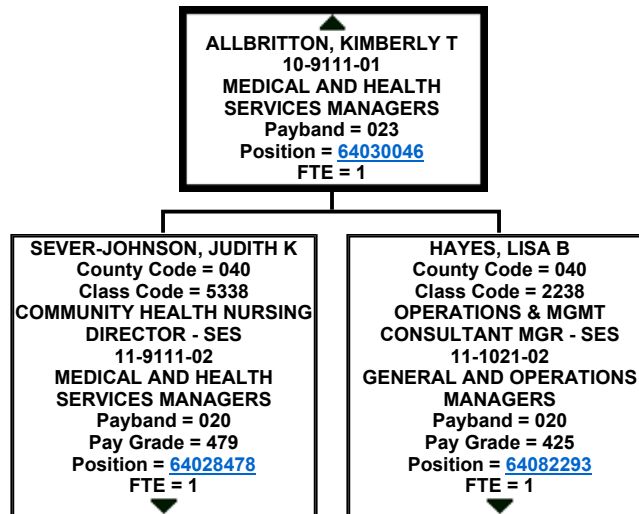 ALLBRITTON, KIMBERLY T
10-9111-01
MEDICAL AND HEALTH
SERVICES MANAGERS
Payband = 023
Position = 64030046
FTE = 1
SEVER-JOHNSON, JUDITH K
County Code = 040
Class Code = 5338
COMMUNITY HEALTH NURSING
DIRECTOR - SES
11-9111-02
MEDICAL AND HEALTH
SERVICES MANAGERS
Payband = 020
Pay Grade = 479
Position = 64028478
FTE = 1
HAYES, LISA B
County Code = 040
Class Code = 2238
OPERATIONS & MGMT
CONSULTANT MGR - SES
11-1021-02
GENERAL AND OPERATIONS
MANAGERS
Payband = 020
Pay Grade = 425
Position = 64082293
FTE = 1